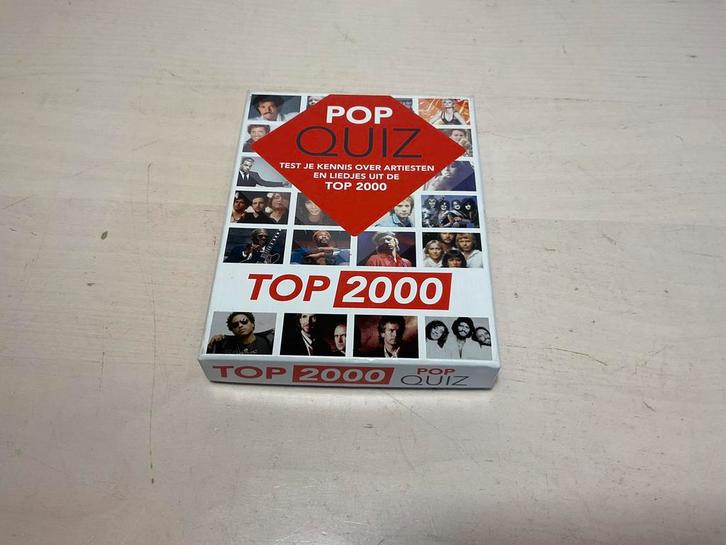 POP
QUIZ
TEST JE KENNIS OVER ARTIESTEN
EN LIEDJES UIT DE
TOP 2000
TOP 2000
TOP 2000 POP
QUIZ